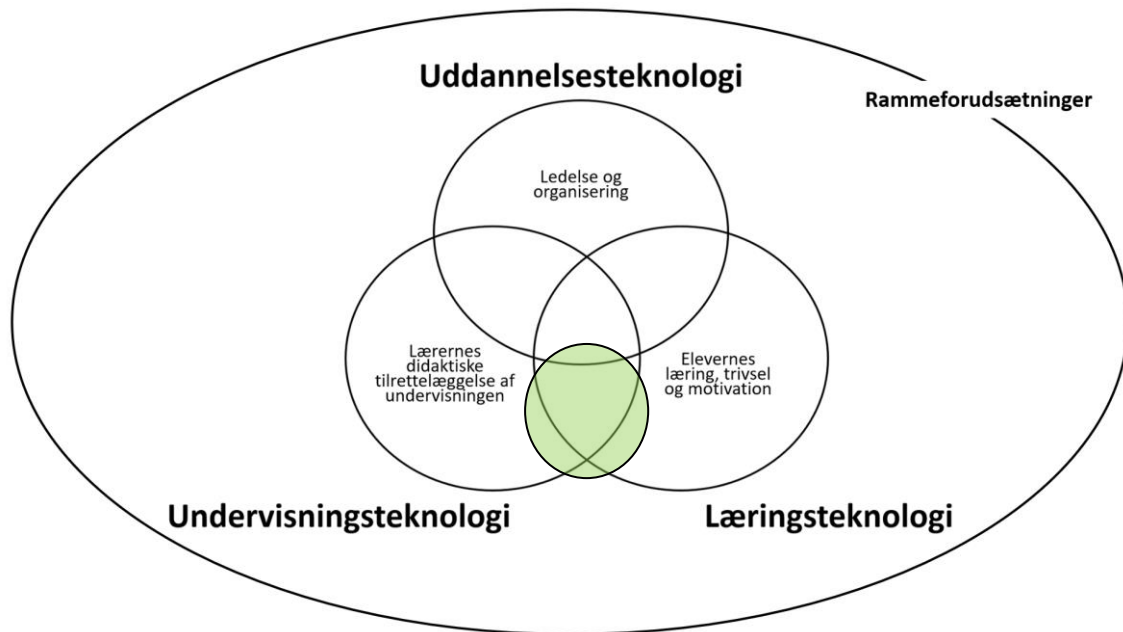 Uddannelsesteknologi
Rammeforudsætninger
Ledelse og
organisering
Lærernes
didaktiske
tilrettelæggelse af
undervisningen
Elevernes
læring, trivsel
og motivation
Undervisningsteknologi
Læringsteknologi